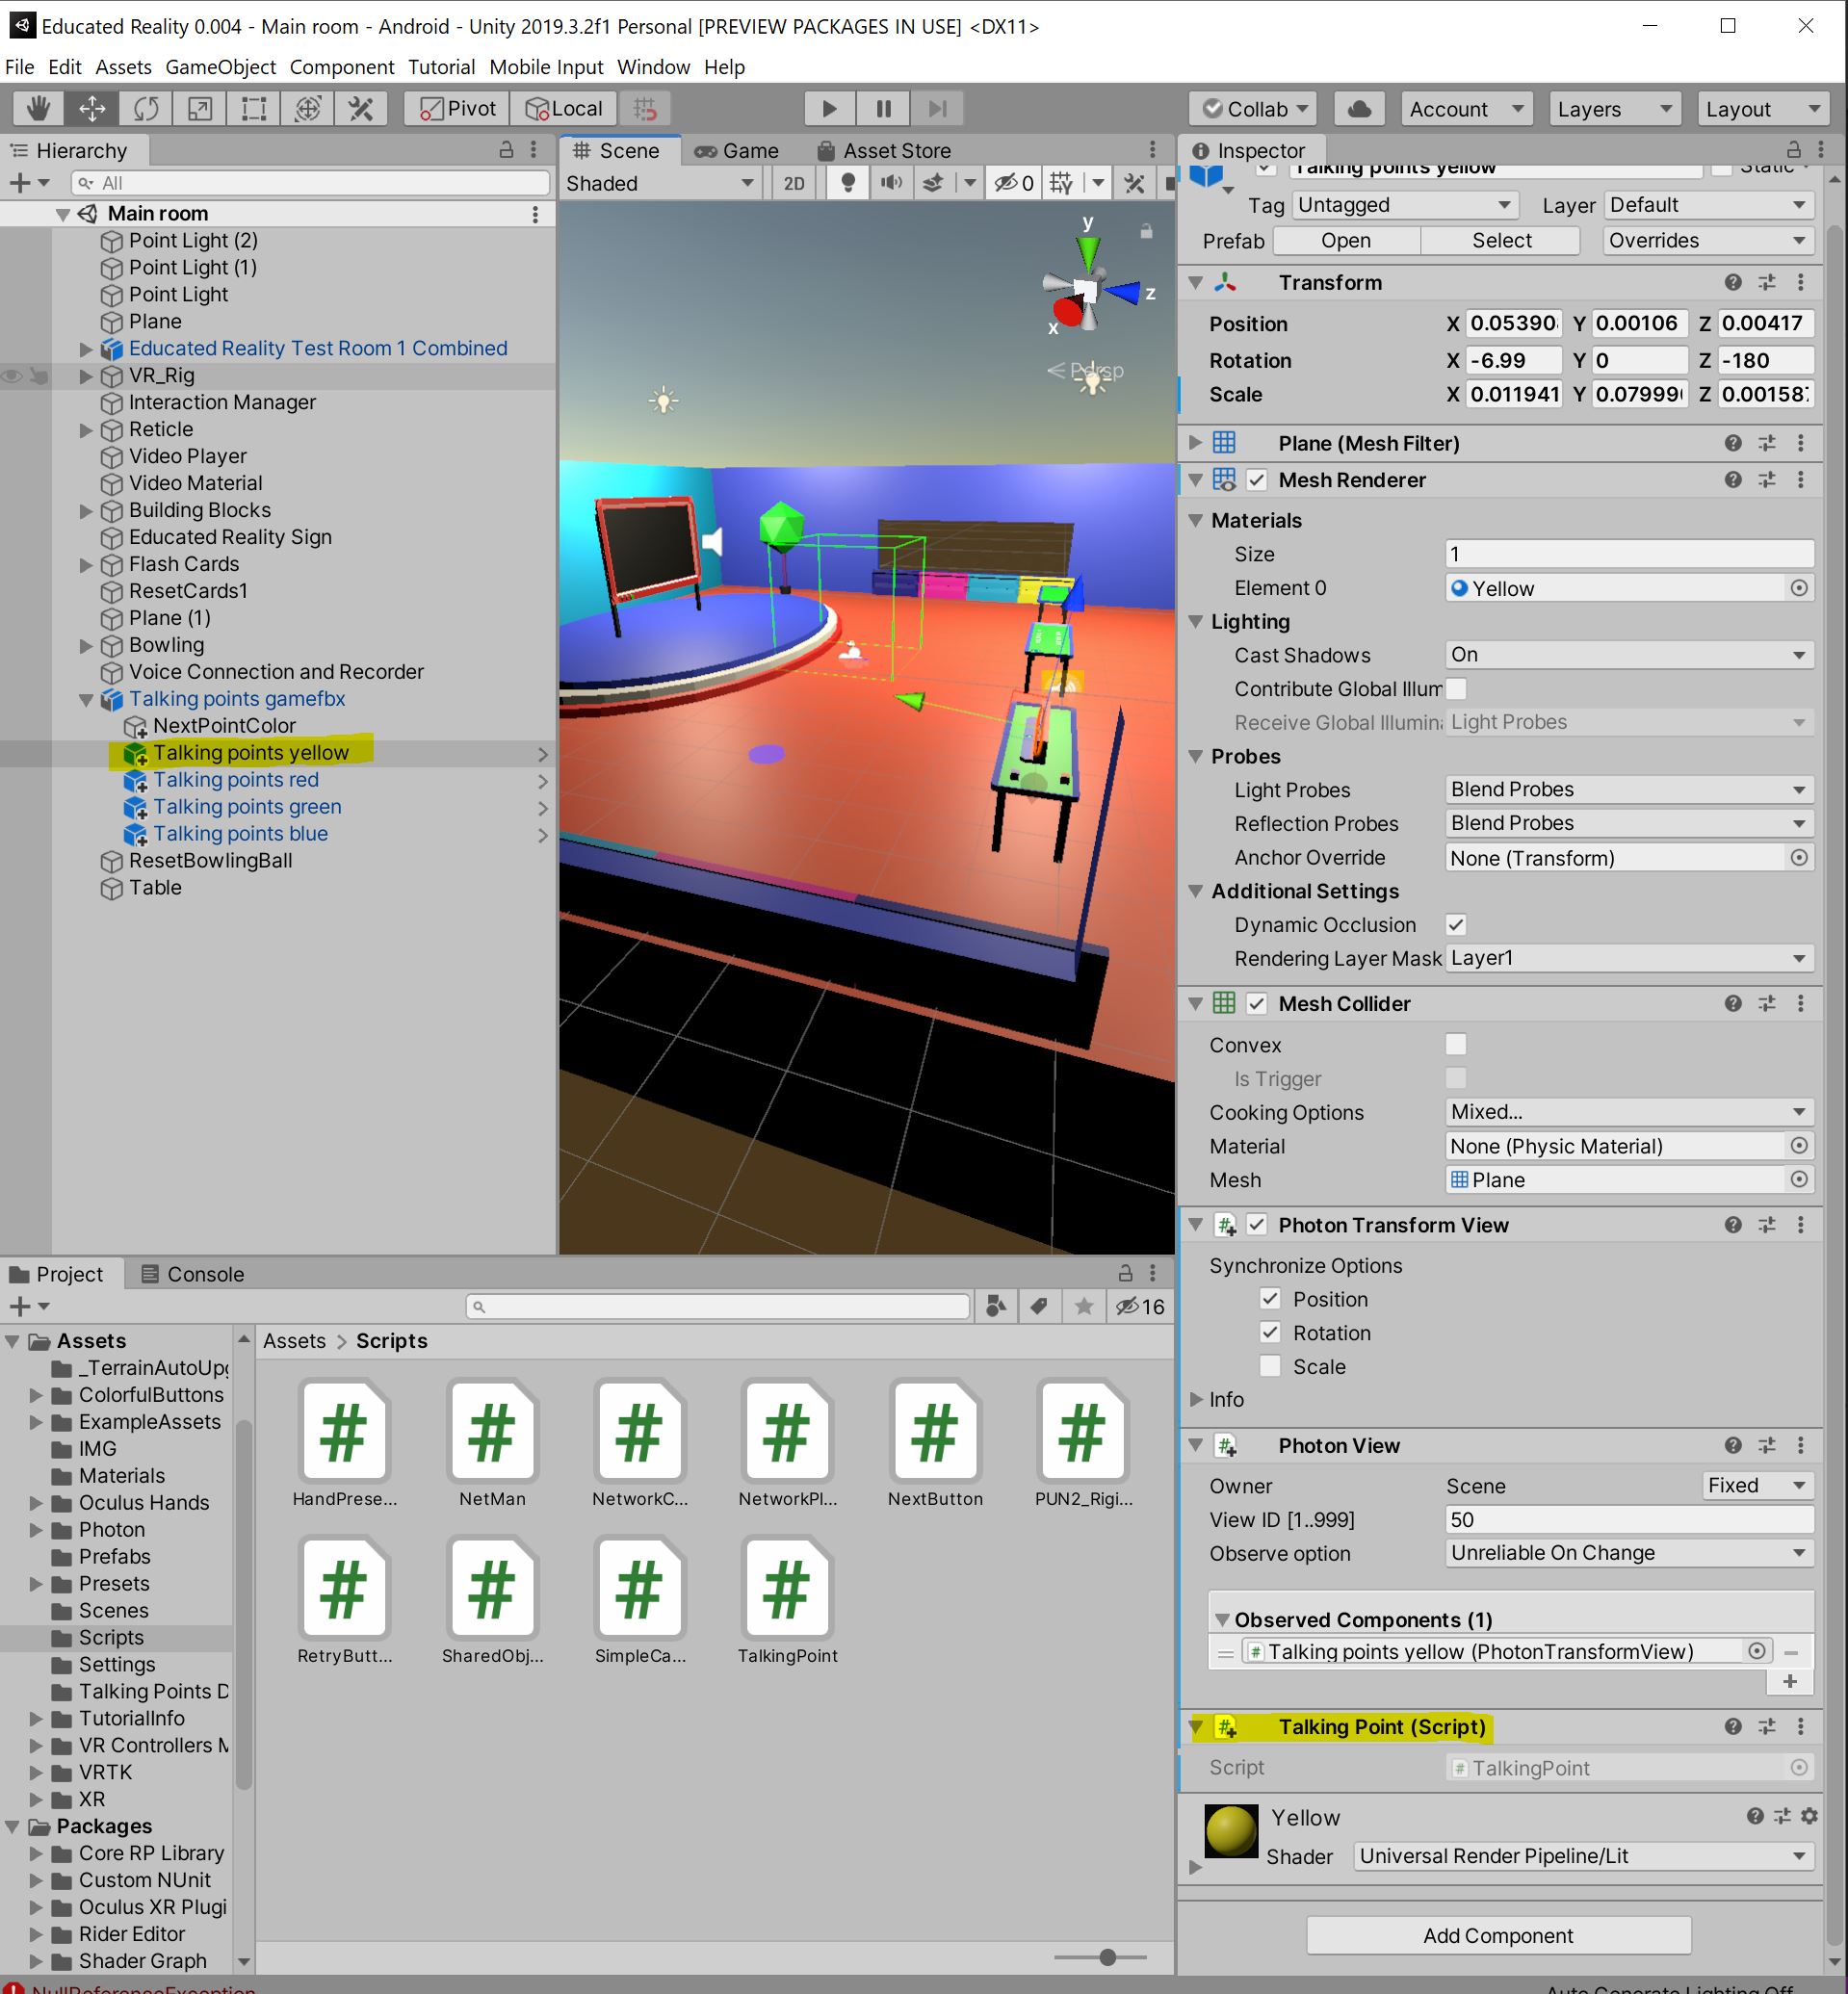 Educated Reality 0.004 - Main room - Android - Unity 2019.3.2f1 Personal [PREVIEW PACKAGES IN USE] <DX11>
File Edit Assets GameObject Component Tutorial Mobile Input Window Help
Pivot Local Collab Account Layers Layout
Hierarchy
All
Main room
Point Light (2)
Point Light (1)
Point Light
Plane
Educated Reality Test Room 1 Combined
VR_Rig
Interaction Manager
Reticle
Video Player
Video Material
Building Blocks
Educated Reality Sign
Flash Cards
ResetCards1
Plane (1)
Bowling
Voice Connection and Recorder
Talking points gamefbx
NextPointColor
Talking points yellow
Talking points red
Talking points green
Talking points blue
ResetBowlingBall
Table
Scene Game Asset Store
Shaded 2D 0
y
z
x
Persp
Inspector
Talking points yellow Static
Tag Untagged Layer Default
Prefab Open Select Overrides
Transform
Position X 0.05390 Y 0.00106 Z 0.00417
Rotation X -6.99 Y 0 Z -180
Scale X 0.011941 Y 0.07999 Z 0.00158
Plane (Mesh Filter)
Mesh Renderer
Materials
Size 1
Element 0 Yellow
Lighting
Cast Shadows On
Contribute Global Illum
Receive Global Illumin Light Probes
Probes
Light Probes Blend Probes
Reflection Probes Blend Probes
Anchor Override None (Transform)
Additional Settings
Dynamic Occlusion
Rendering Layer Mask Layer1
Mesh Collider
Convex
Is Trigger
Cooking Options Mixed...
Material None (Physic Material)
Mesh Plane
Photon Transform View
Synchronize Options
Position
Rotation
Scale
Info
Photon View
Owner Scene Fixed
View ID [1..999] 50
Observe option Unreliable On Change
Observed Components (1)
Talking points yellow (PhotonTransformView)
Talking Point (Script)
Script TalkingPoint
Yellow
Shader Universal Render Pipeline/Lit
Add Component
Project Console
16
Assets
_TerrainAutoUpg
ColorfulButtons
ExampleAssets
IMG
Materials
Oculus Hands
Photon
Prefabs
Presets
Scenes
Scripts
Settings
Talking Points D
TutorialInfo
VR Controllers M
VRTK
XR
Packages
Core RP Library
Custom NUnit
Oculus XR Plugi
Rider Editor
Shader Graph
Assets > Scripts
HandPrese... NetMan NetworkC... NetworkPl... NextButton PUN2_Rigi...
RetryButt... SharedObj... SimpleCa... TalkingPoint
NullReferenceException
Auto Generate Lighting Off